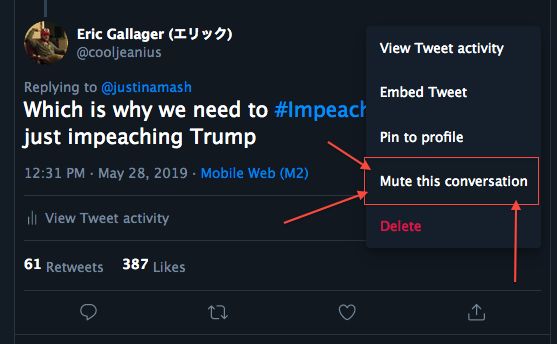 Eric Gallager (エリック)
@cooljeanius
Replying to @justinamash
Which is why we need to #Impeach
just impeaching Trump
12:31 PM · May 28, 2019 · Mobile Web (M2)
View Tweet activity
61 Retweets 387 Likes
View Tweet activity
Embed Tweet
Pin to profile
Mute this conversation
Delete